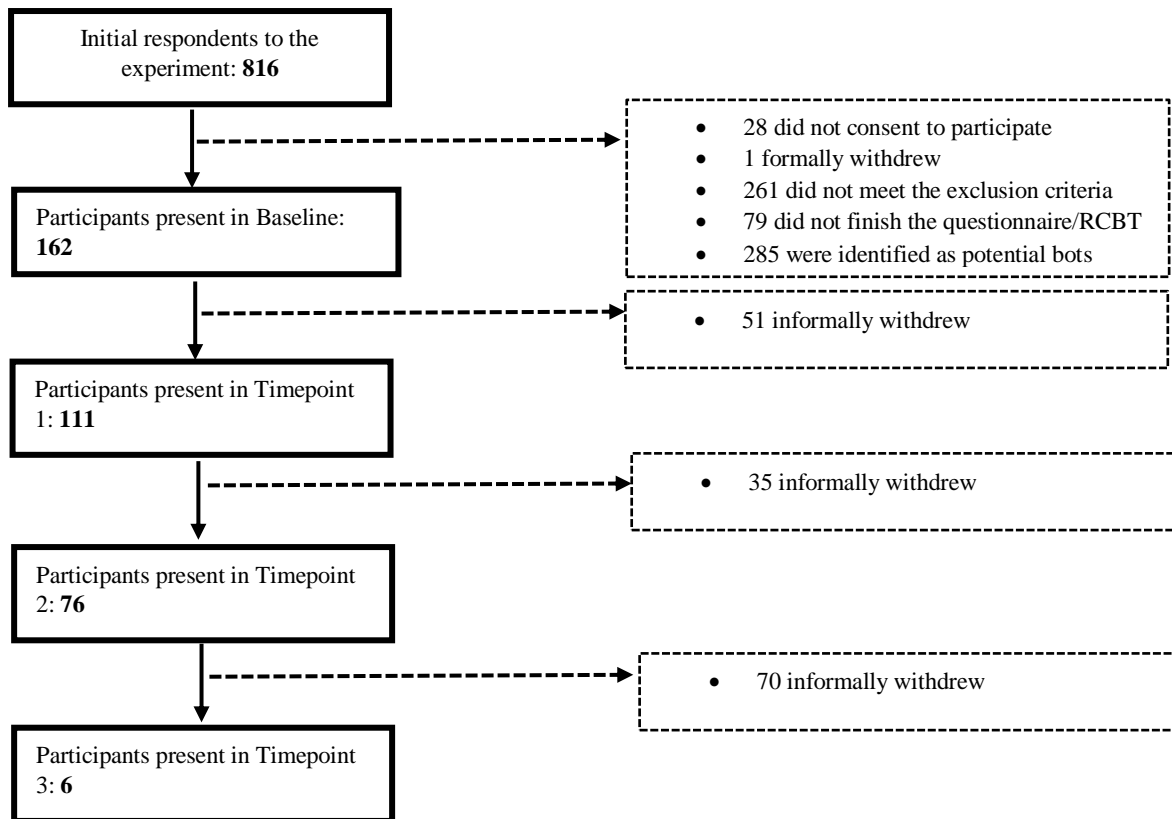 Initial respondents to the
experiment: 816
• 28 did not consent to participate
• 1 formally withdrew
• 261 did not meet the exclusion criteria
• 79 did not finish the questionnaire/RCBT
• 285 were identified as potential bots
Participants present in Baseline:
162
• 51 informally withdrew
Participants present in Timepoint
1: 111
• 35 informally withdrew
Participants present in Timepoint
2: 76
• 70 informally withdrew
Participants present in Timepoint
3: 6